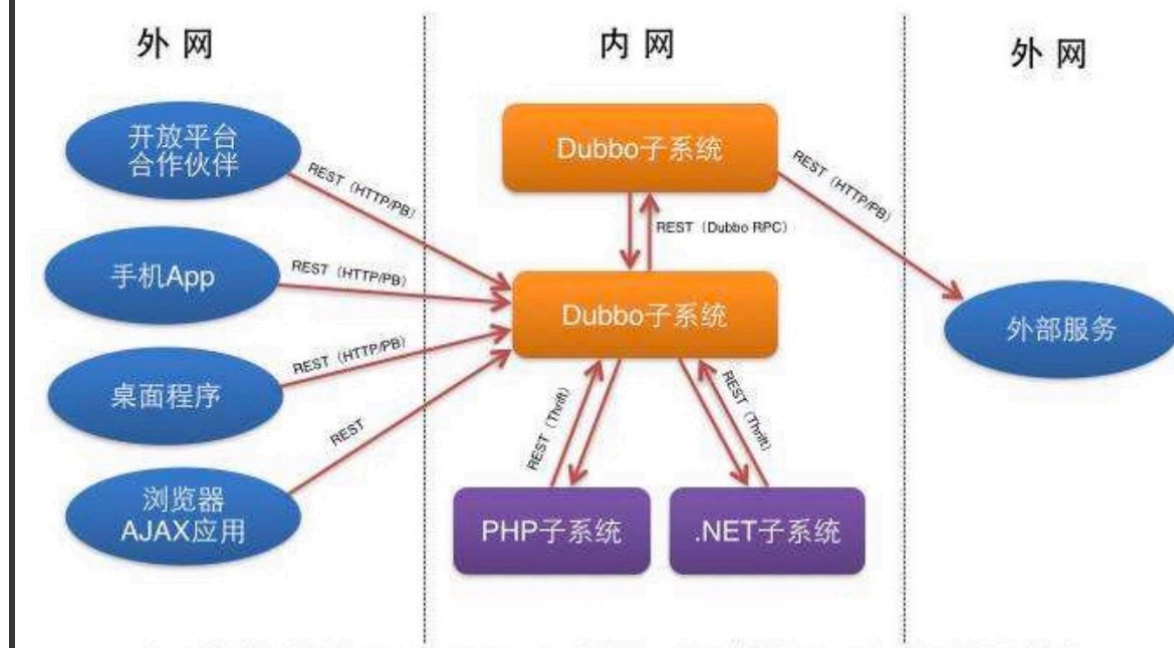 外 网
内 网
外 网
开放平台
合作伙伴
REST（HTTP/PB）
手机App
REST（HTTP/PB）
桌面程序
REST（HTTP/PB）
浏览器
AJAX应用
REST
Dubbo子系统
REST（Dubbo RPC）
Dubbo子系统
REST（Thrift）
REST（Thrift）
PHP子系统
.NET子系统
REST（HTTP/PB）
外部服务